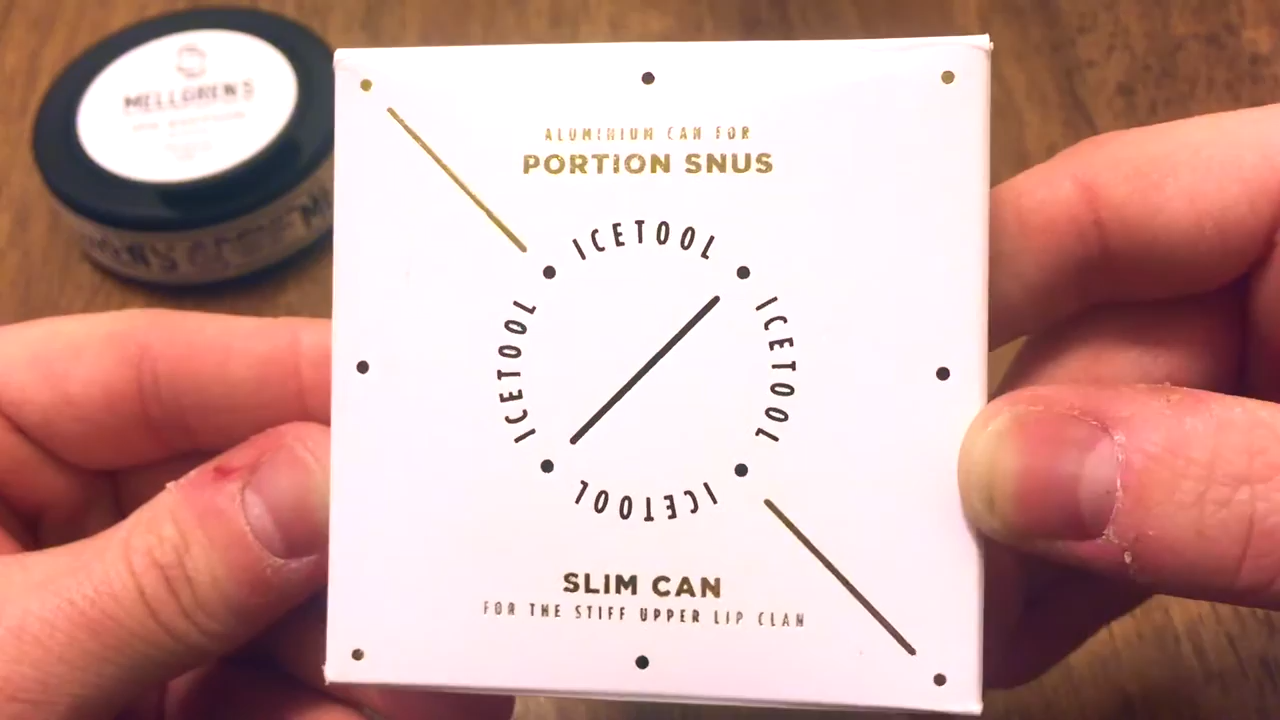 MELLGRENS
ALUMINIUM CAN FOR
PORTION SNUS
ICETOOL
ICETOOL
ICETOOL
ICETOOL
SLIM CAN
FOR THE STIFF UPPER LIP CLAN